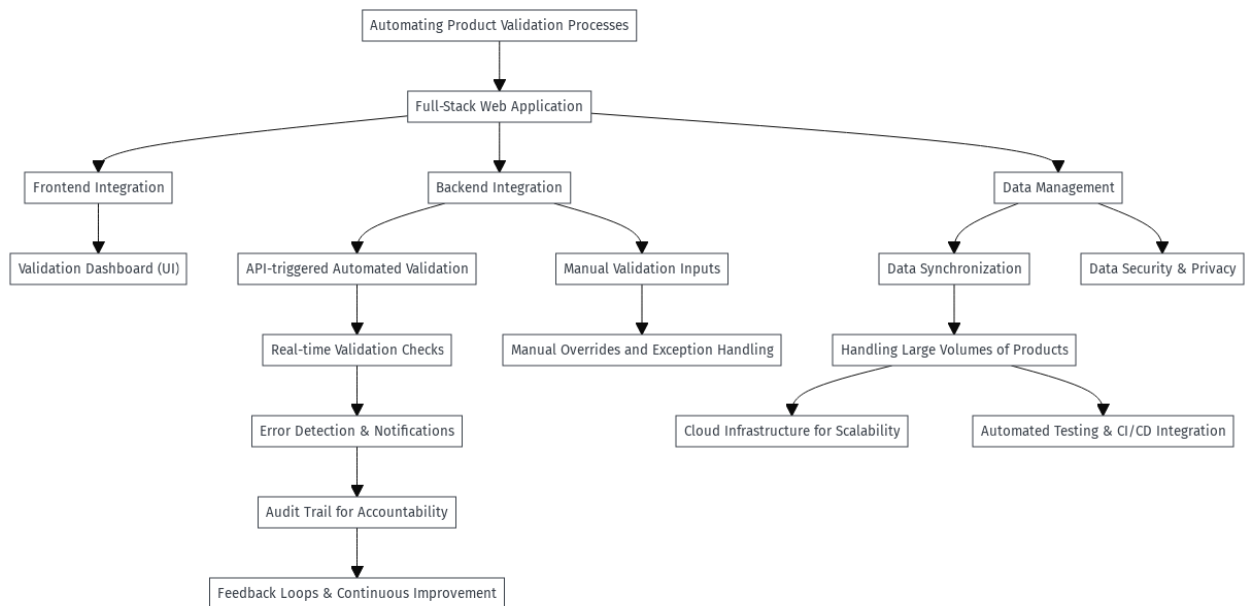 Automating Product Validation Processes
Full-Stack Web Application
Frontend Integration
Backend Integration
Data Management
Validation Dashboard (UI)
API-triggered Automated Validation
Manual Validation Inputs
Data Synchronization
Data Security & Privacy
Real-time Validation Checks
Manual Overrides and Exception Handling
Handling Large Volumes of Products
Error Detection & Notifications
Cloud Infrastructure for Scalability
Automated Testing & CI/CD Integration
Audit Trail for Accountability
Feedback Loops & Continuous Improvement